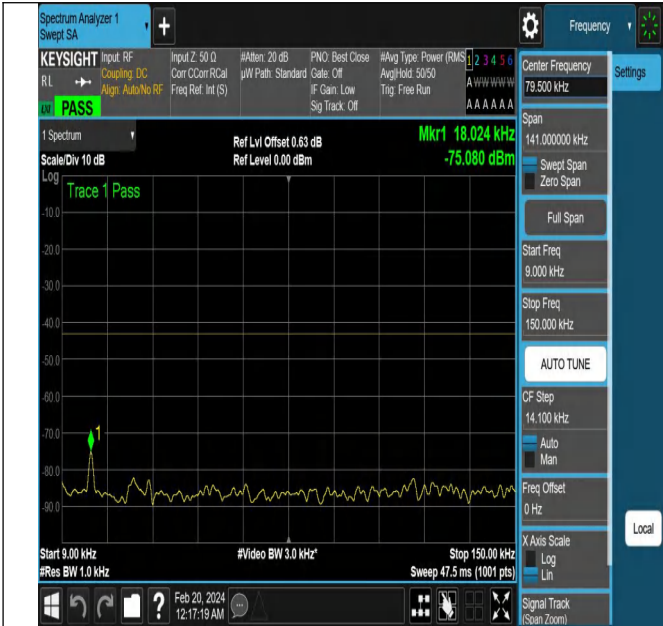 Spectrum Analyzer 1
Swept SA
+
Frequency
KEYSIGHT
RL
PASS
Input: RF
Coupling: DC
Align: Auto/No RF
Input Z: 50 Ω
Corr CCorr RCal
Freq Ref: Int (S)
#Atten: 20 dB
µW Path: Standard
PNO: Best Close
Gate: Off
IF Gain: Low
Sig Track: Off
#Avg Type: Power (RMS
Avg|Hold: 50/50
Trig: Free Run
1 2 3 4 5 6
A W W W W W
A A A A A A
1 Spectrum
Scale/Div 10 dB
Ref Lvl Offset 0.63 dB
Ref Level 0.00 dBm
Mkr1 18.024 kHz
-75.080 dBm
Log
Trace 1 Pass
-10.0
-20.0
-30.0
-40.0
-50.0
-60.0
-70.0
-80.0
-90.0
1
Start 9.00 kHz
#Res BW 1.0 kHz
#Video BW 3.0 kHz*
Stop 150.00 kHz
Sweep 47.5 ms (1001 pts)
Feb 20, 2024
12:17:19 AM
?
Settings
Center Frequency
79.500 kHz
Span
141.000000 kHz
Swept Span
Zero Span
Full Span
Start Freq
9.000 kHz
Stop Freq
150.000 kHz
AUTO TUNE
CF Step
14.100 kHz
Auto
Man
Freq Offset
0 Hz
X Axis Scale
Log
Lin
Signal Track
(Span Zoom)
Local